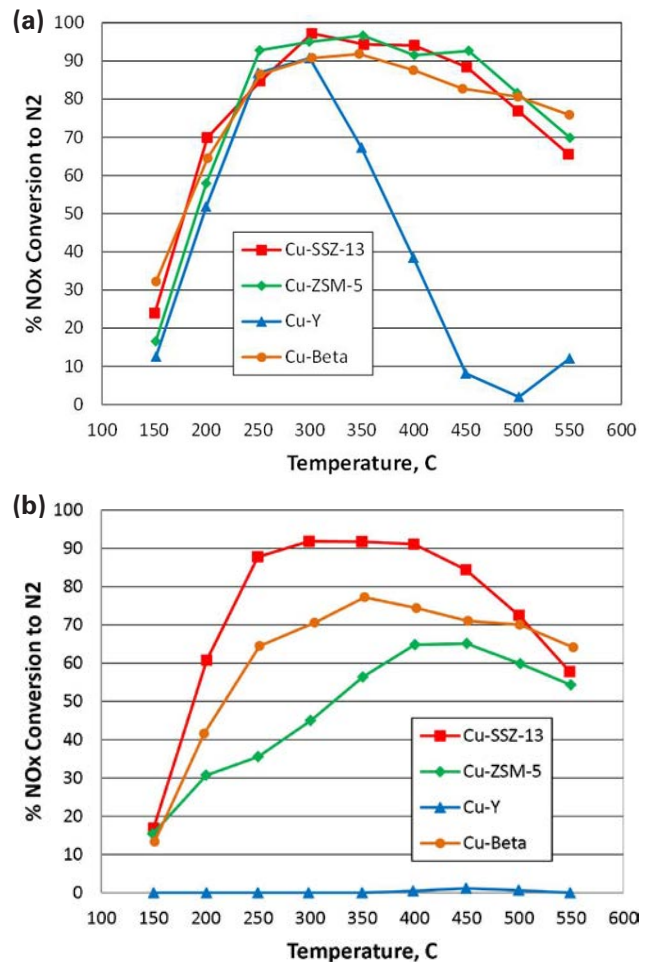 (a)
% NOx Conversion to N2
100
90
80
70
60
50
40
30
20
10
0
Cu-SSZ-13
Cu-ZSM-5
Cu-Y
Cu-Beta
100 150 200 250 300 350 400 450 500 550 600
Temperature, C
(b)
% NOx Conversion to N2
100
90
80
70
60
50
40
30
20
10
0
Cu-SSZ-13
Cu-ZSM-5
Cu-Y
Cu-Beta
100 150 200 250 300 350 400 450 500 550 600
Temperature, C